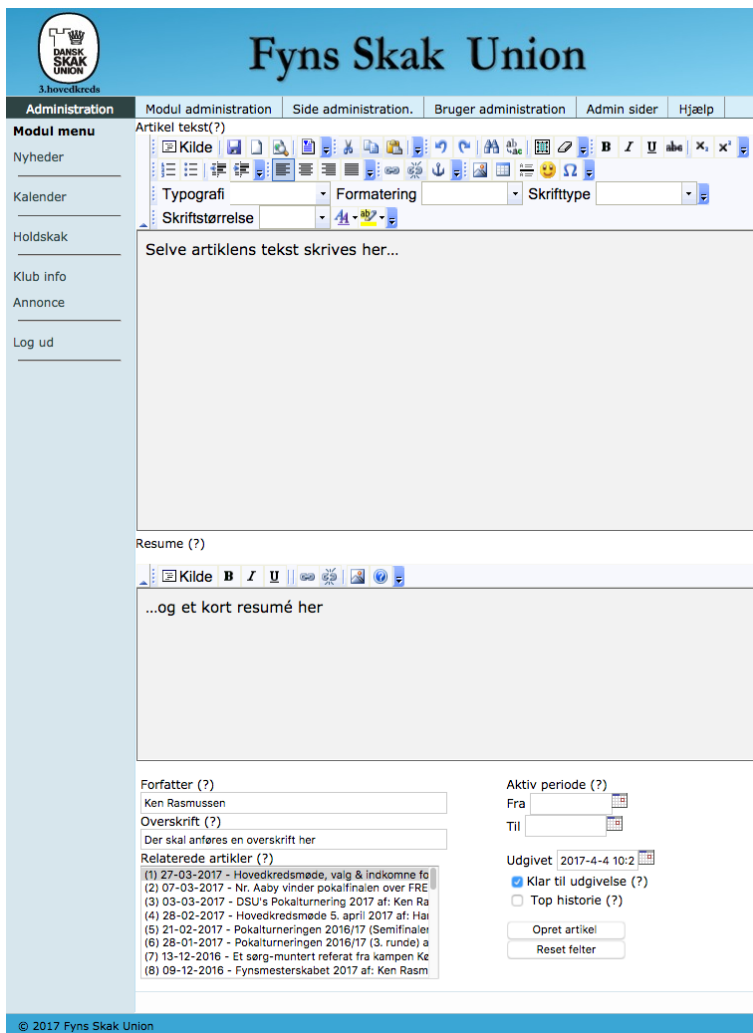 DANSK
SKAK
UNION
3.hovedkreds
Fyns Skak Union
Administration
Modul administration
Side administration.
Bruger administration
Admin sider
Hjælp
Modul menu
Nyheder
Kalender
Holdskak
Klub info
Annonce
Log ud
Artikel tekst(?)
Kilde
B I U abc X₂ X²
Typografi
Formatering
Skrifttype
Skriftstørrelse
Selve artiklens tekst skrives her...
Resume (?)
Kilde B I U
...og et kort resumé her
Forfatter (?)
Ken Rasmussen
Overskrift (?)
Der skal anføres en overskrift her
Relaterede artikler (?)
(1) 27-03-2017 - Hovedkredsmøde, valg & indkomne fo
(2) 07-03-2017 - Nr. Aaby vinder pokalfinalen over FRE
(3) 03-03-2017 - DSU's Pokalturnering 2017 af: Ken Ra
(4) 28-02-2017 - Hovedkredsmøde 5. april 2017 af: Har
(5) 21-02-2017 - Pokalturneringen 2016/17 (Semifinaler
(6) 28-01-2017 - Pokalturneringen 2016/17 (3. runde) a
(7) 13-12-2016 - Et sørg-muntert referat fra kampen Kø
(8) 09-12-2016 - Fynsmesterskabet 2017 af: Ken Rasm
Aktiv periode (?)
Fra
Til
Udgivet 2017-4-4 10:2
Klar til udgivelse (?)
Top historie (?)
Opret artikel
Reset felter
© 2017 Fyns Skak Union